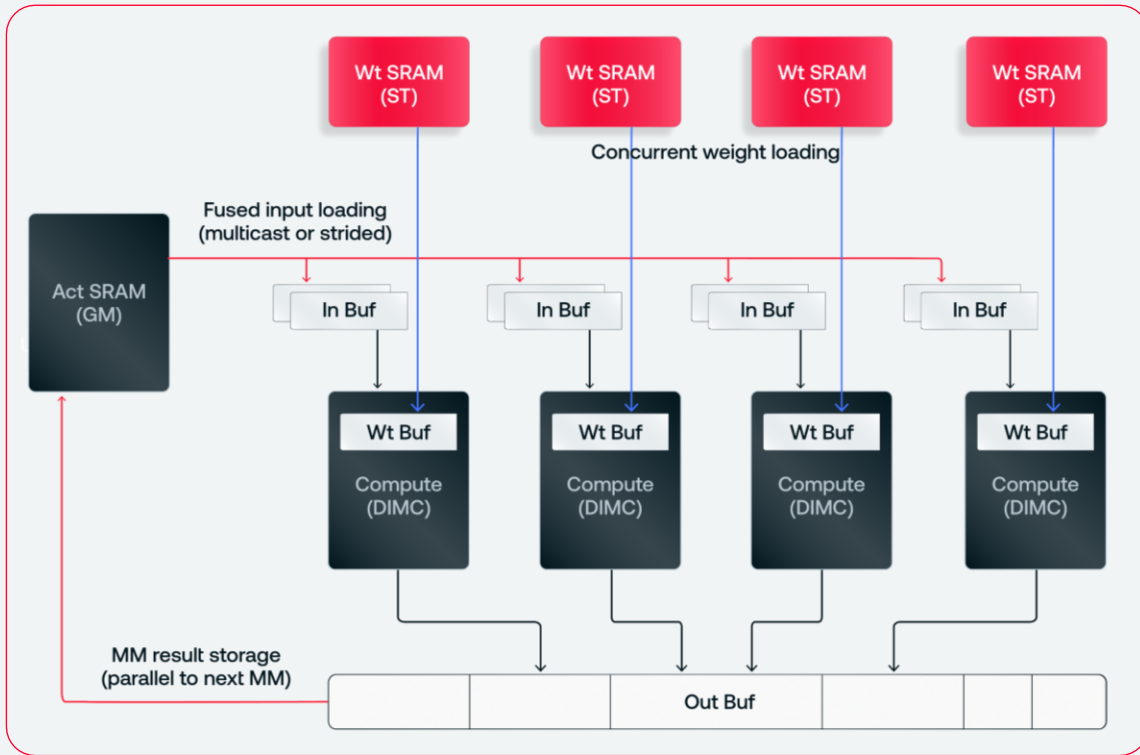 Wt SRAM
(ST)
Wt SRAM
(ST)
Wt SRAM
(ST)
Wt SRAM
(ST)
Concurrent weight loading
Fused input loading
(multicast or strided)
Act SRAM
(GM)
In Buf
In Buf
In Buf
In Buf
Wt Buf
Compute
(DIMC)
Wt Buf
Compute
(DIMC)
Wt Buf
Compute
(DIMC)
Wt Buf
Compute
(DIMC)
MM result storage
(parallel to next MM)
Out Buf